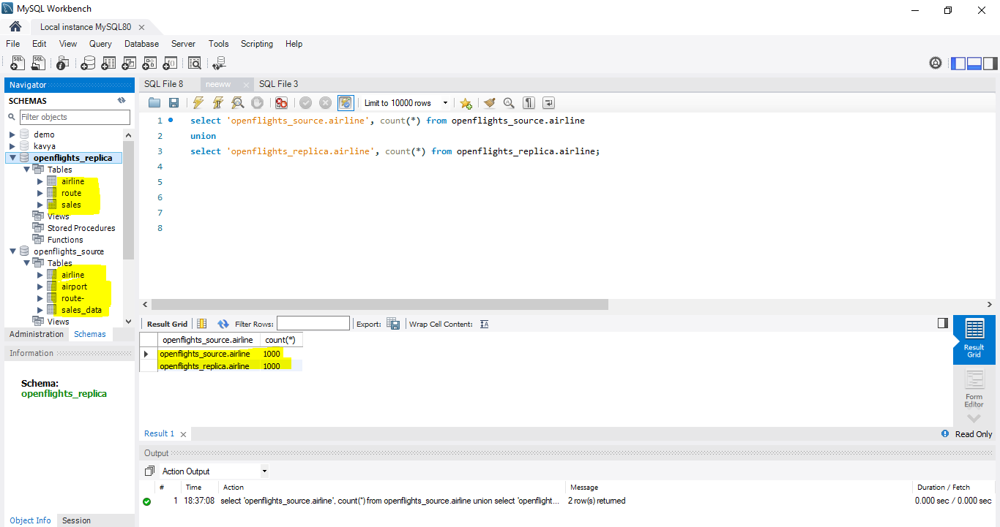 MySQL Workbench
Local instance MySQL80
File Edit View Query Database Server Tools Scripting Help
Navigator
SCHEMAS
Filter objects
demo
kavya
openflights_replica
Tables
airline
route
sales
Views
Stored Procedures
Functions
openflights_source
Tables
airline
airport
route-
sales_data
Views
Administration Schemas
Information
Schema:
openflights_replica
Object Info Session
SQL File 8 neeww SQL File 3
Limit to 10000 rows
1 select 'openflights_source.airline', count(*) from openflights_source.airline
2 union
3 select 'openflights_replica.airline', count(*) from openflights_replica.airline;
4
5
6
7
8
Result Grid Filter Rows: Export: Wrap Cell Content:
openflights_source.airline count(*)
openflights_source.airline 1000
openflights_replica.airline 1000
Result Grid
Form Editor
Result 1
Read Only
Output
Action Output
# Time Action Message Duration / Fetch
1 18:37:08 select 'openflights_source.airline', count(*) from openflights_source.airline union select 'openflight... 2 row(s) returned 0.000 sec / 0.000 sec